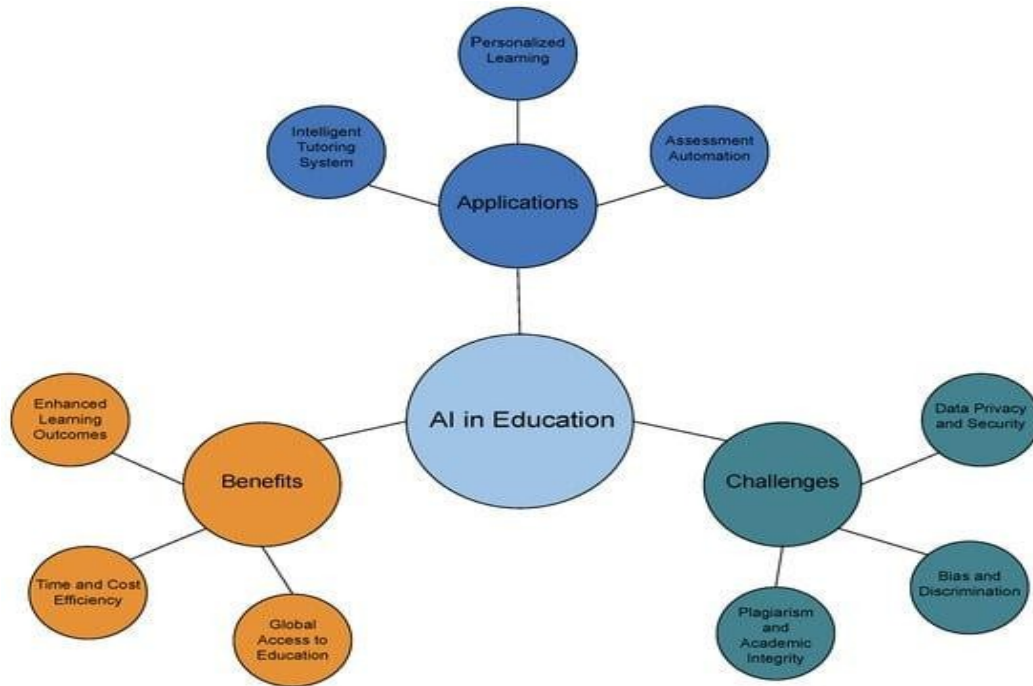 Personalized
Learning
Intelligent
Tutoring
System
Assessment
Automation
Applications
AI in Education
Enhanced
Learning
Outcomes
Benefits
Time and Cost
Efficiency
Global
Access to
Education
Data Privacy
and Security
Challenges
Bias and
Discrimination
Plagiarism
and
Academic
Integrity